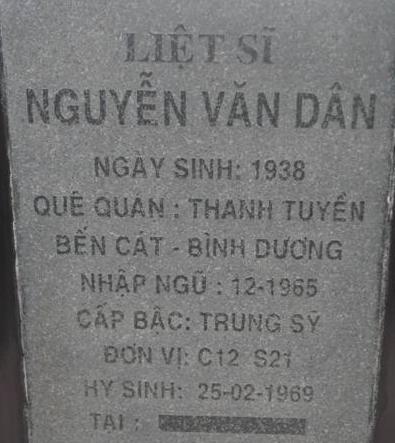 LIỆT SĨ
NGUYỄN VĂN DÂN
NGÀY SINH: 1938
QUÊ QUÁN : THANH TUYỀN
BẾN CÁT - BÌNH DƯƠNG
NHẬP NGŨ : 12-1965
CẤP BẬC: TRUNG SỸ
ĐƠN VỊ: C12 S21
HY SINH: 25-02-1969
TẠI :